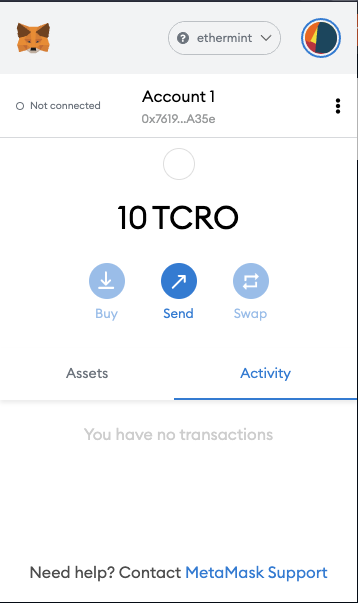 ethermint
Not connected
Account 1
0x7619...A35e
10 TCRO
Buy
Send
Swap
Assets
Activity
You have no transactions
Need help? Contact MetaMask Support